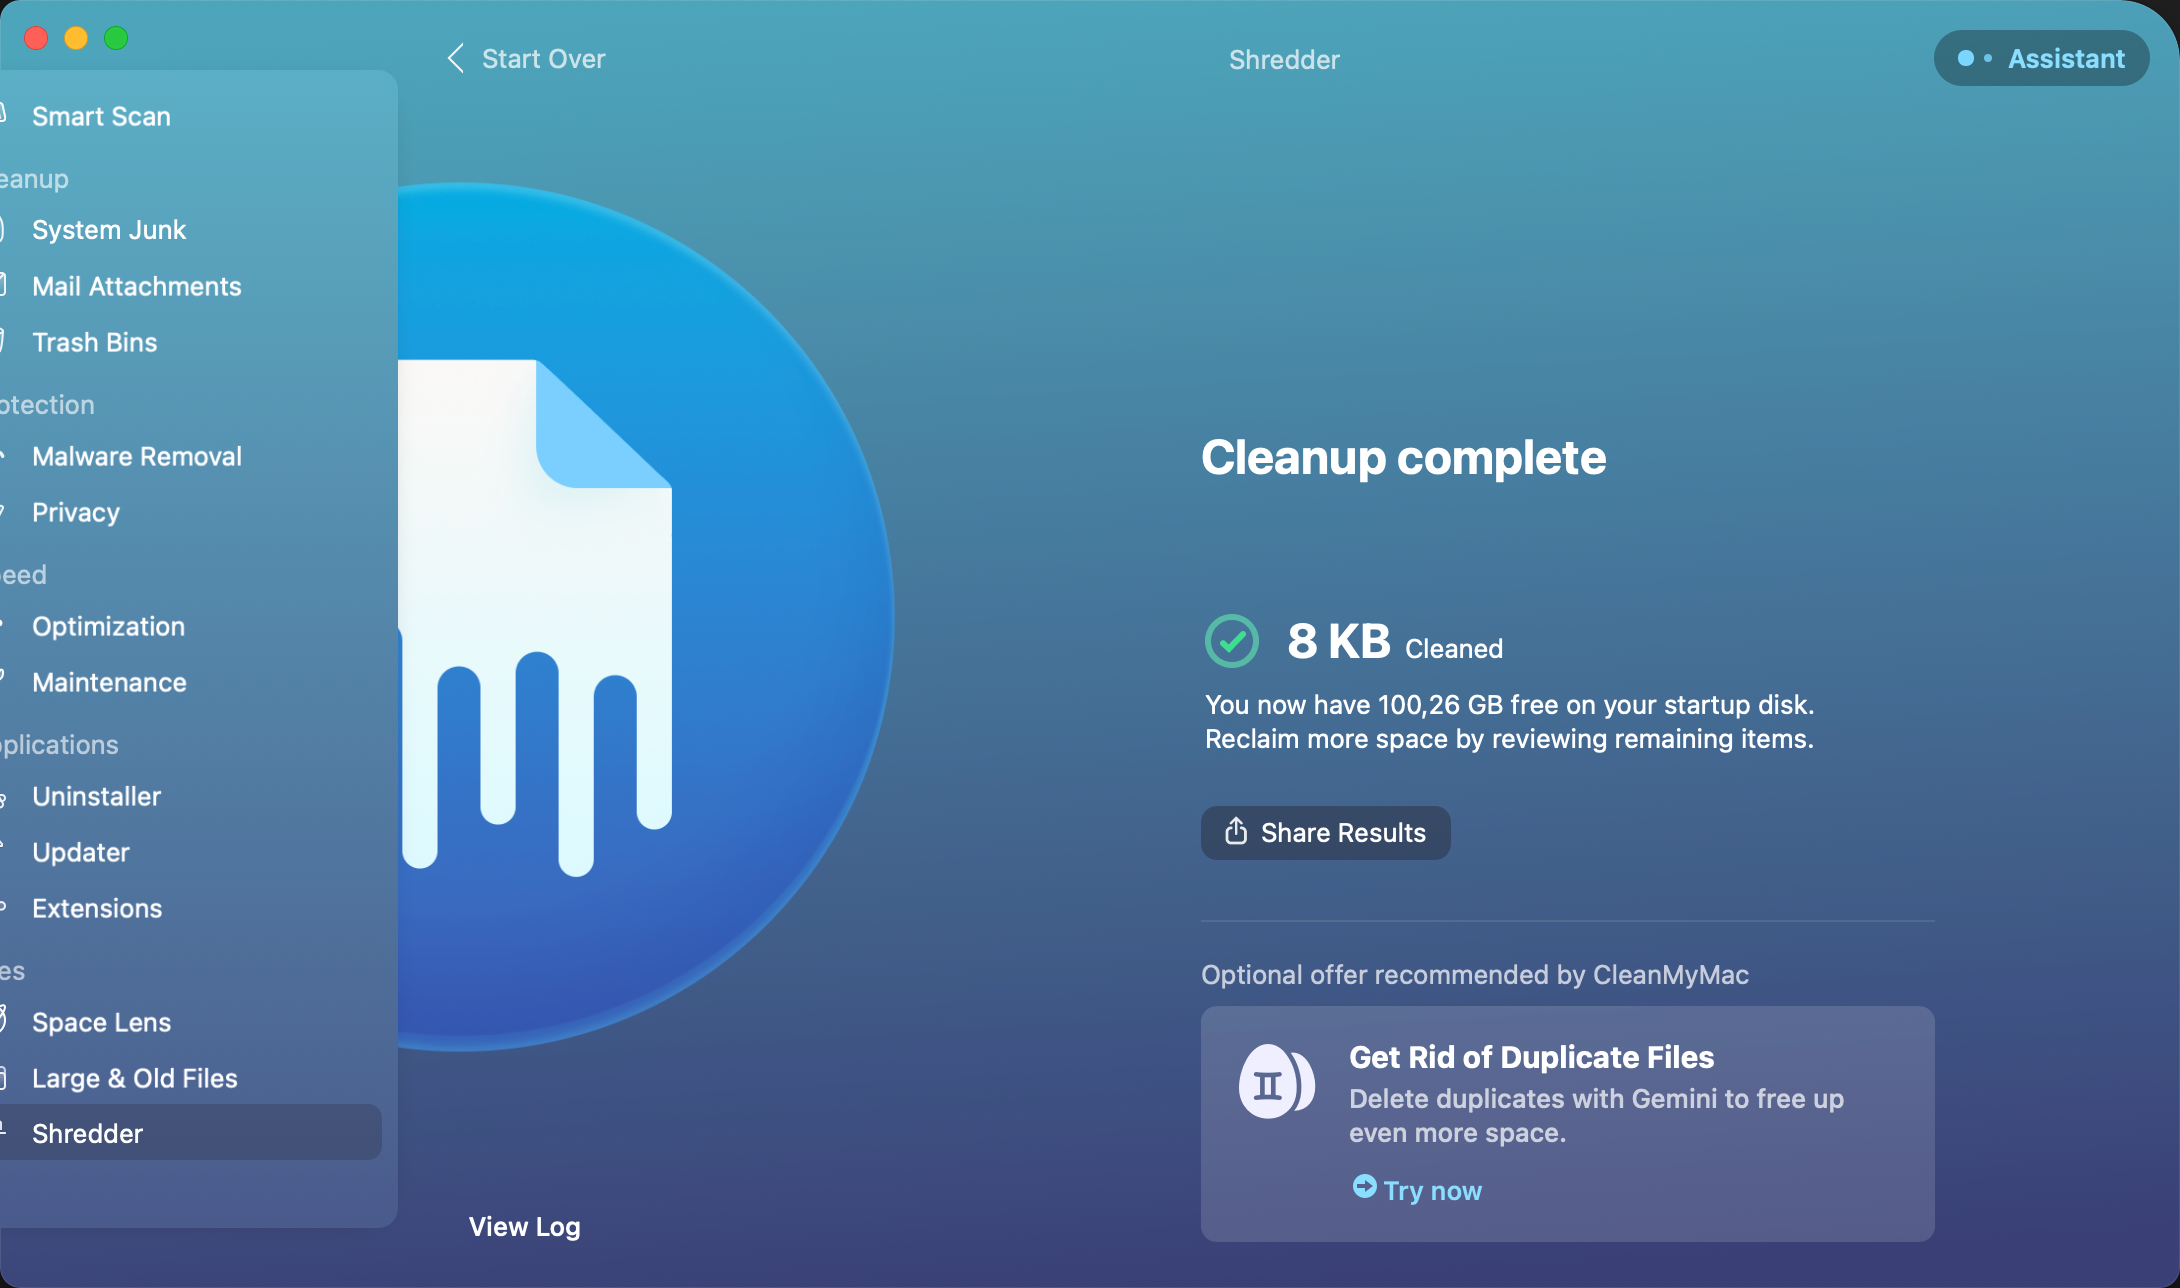 Start Over
Shredder
Assistant
Smart Scan
eanup
System Junk
Mail Attachments
Trash Bins
otection
Malware Removal
Privacy
eed
Optimization
Maintenance
plications
Uninstaller
Updater
Extensions
es
Space Lens
Large & Old Files
Shredder
View Log
Cleanup complete
8 KB Cleaned
You now have 100,26 GB free on your startup disk.
Reclaim more space by reviewing remaining items.
Share Results
Optional offer recommended by CleanMyMac
Get Rid of Duplicate Files
Delete duplicates with Gemini to free up
even more space.
Try now